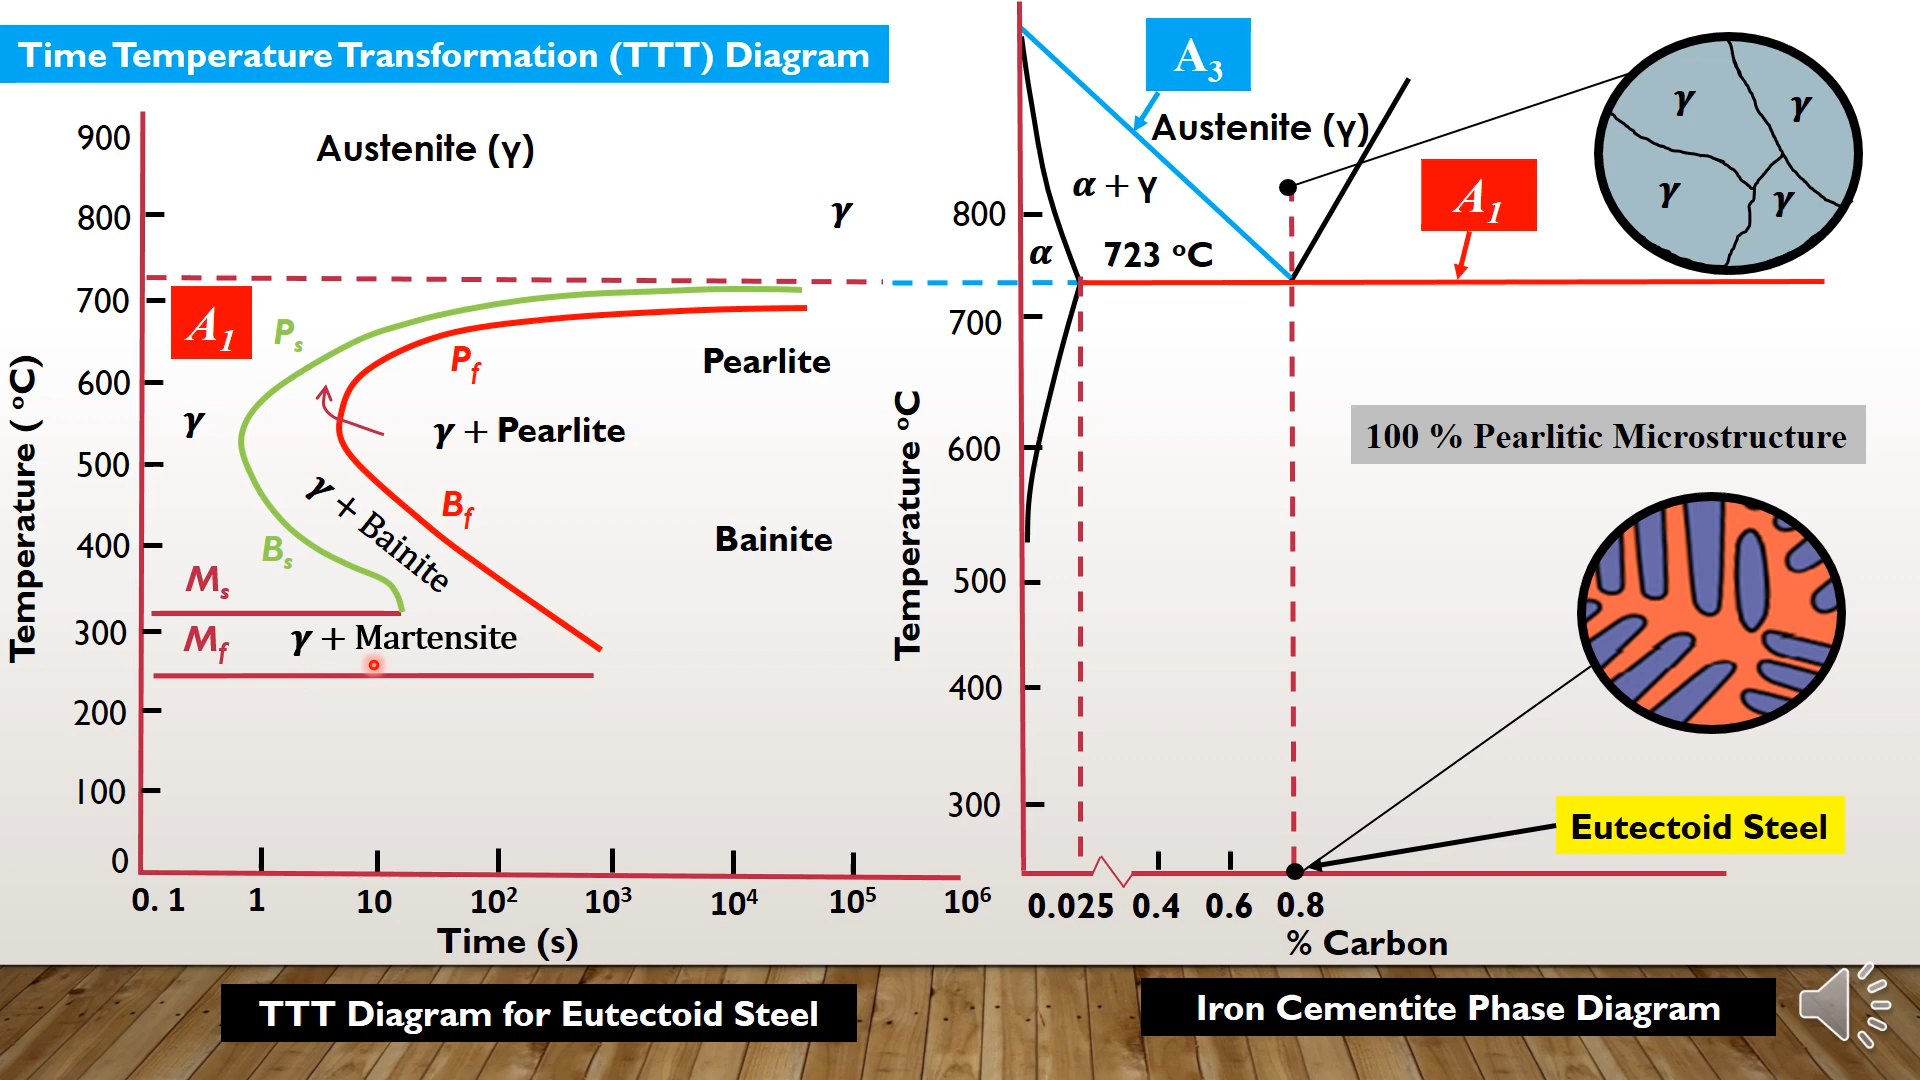 Time Temperature Transformation (TTT) Diagram
Austenite (γ)
γ
900
800
700
600
500
400
300
200
100
0
Temperature ( °C)
A₁
Pₛ
P_f
Pearlite
γ
γ + Pearlite
γ + Bainite
B_f
Bₛ
Bainite
Mₛ
M_f
γ + Martensite
0. 1
1
10
10²
10³
10⁴
10⁵
10⁶
Time (s)
TTT Diagram for Eutectoid Steel
A₃
Austenite (γ)
α + γ
α
723 °C
A₁
γ
γ
γ
γ
800
700
600
500
400
300
Temperature °C
100 % Pearlitic Microstructure
Eutectoid Steel
0.025
0.4
0.6
0.8
% Carbon
Iron Cementite Phase Diagram